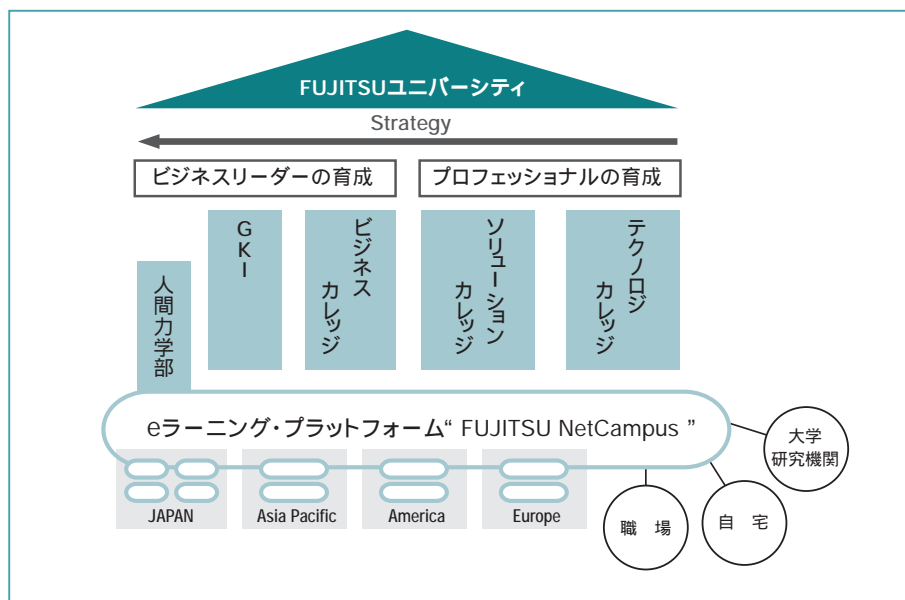 FUJITSUユニバーシティ
Strategy
ビジネスリーダーの育成
プロフェッショナルの育成
人間力学部
GKI
ビジネス
カレッジ
ソリューション
カレッジ
テクノロジ
カレッジ
eラーニング・プラットフォーム“ FUJITSU NetCampus ”
大学
研究機関
JAPAN
Asia Pacific
America
Europe
職　場
自　宅